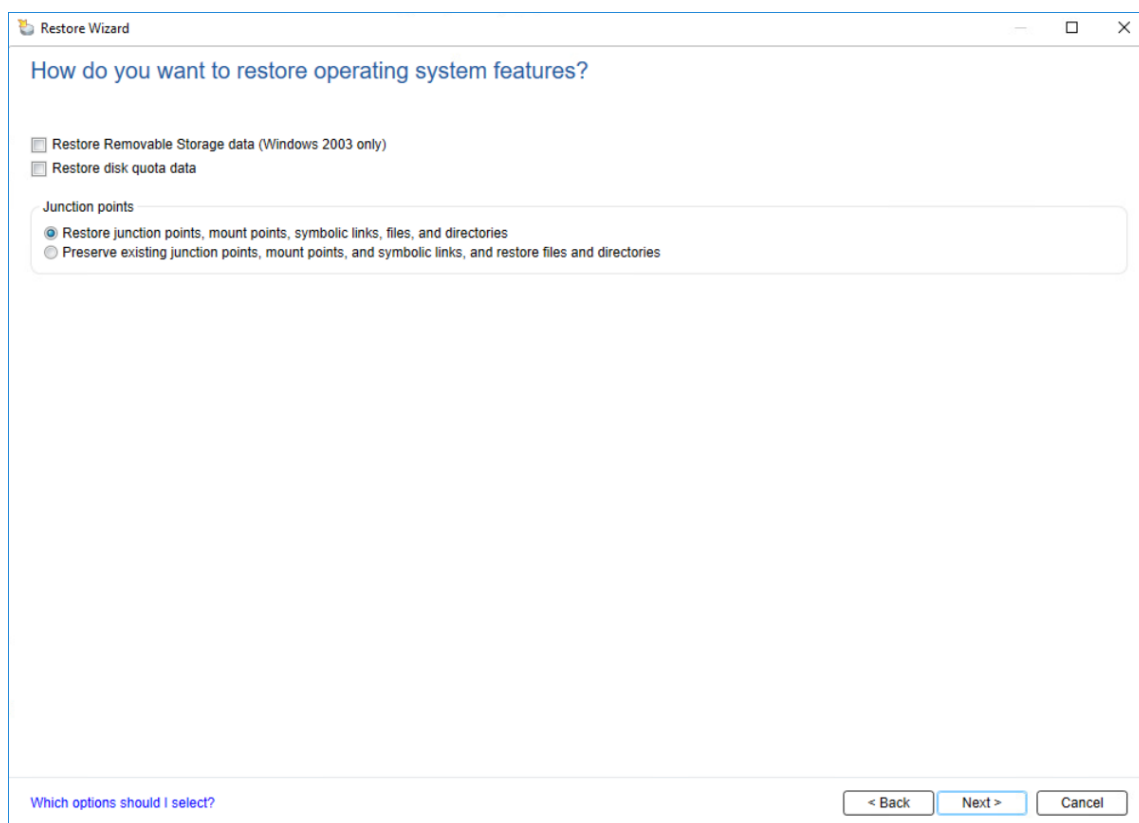 Restore Wizard
How do you want to restore operating system features?
Restore Removable Storage data (Windows 2003 only)
Restore disk quota data
Junction points
Restore junction points, mount points, symbolic links, files, and directories
Preserve existing junction points, mount points, and symbolic links, and restore files and directories
Which options should I select?
< Back
Next >
Cancel